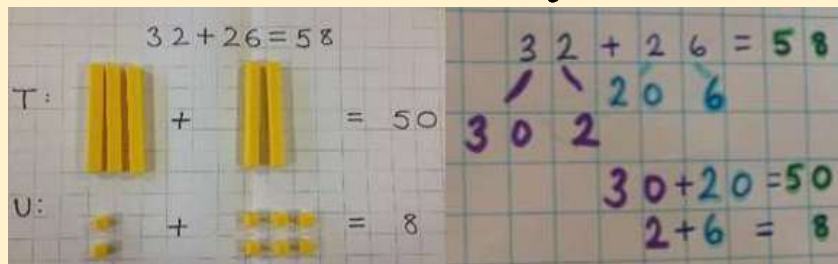 32+26=58
T:
+
= 50
U:
+
= 8
32 + 26 = 58
20 6
30 2
30+20=50
2+6 = 8